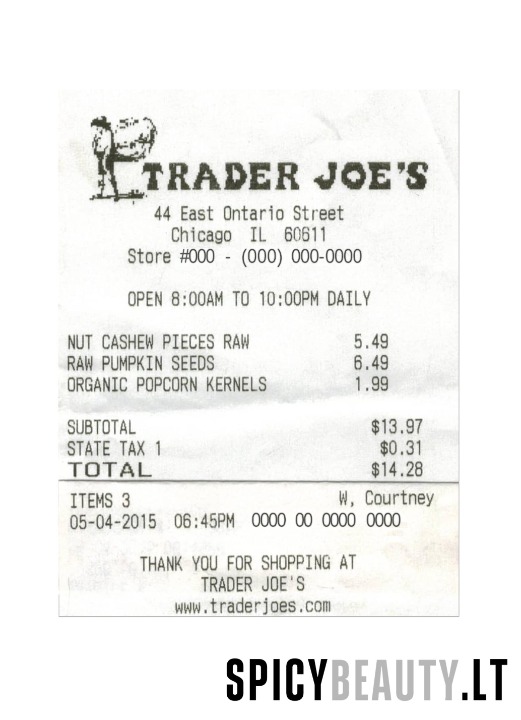 TRADER JOE'S
44 East Ontario Street
Chicago IL 60611
Store #000 - (000) 000-0000
OPEN 8:00AM TO 10:00PM DAILY
NUT CASHEW PIECES RAW 5.49
RAW PUMPKIN SEEDS 6.49
ORGANIC POPCORN KERNELS 1.99
SUBTOTAL $13.97
STATE TAX 1 $0.31
TOTAL $14.28
ITEMS 3 W, Courtney
05-04-2015 06:45PM 0000 00 0000 0000
THANK YOU FOR SHOPPING AT
TRADER JOE'S
www.traderjoes.com
SPICYBEAUTY.LT